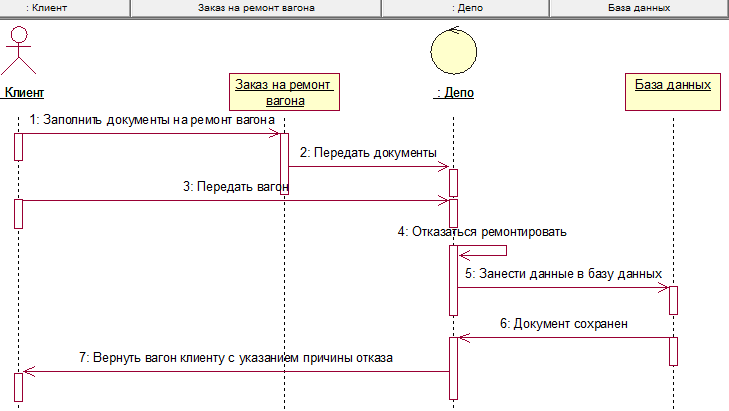 : Клиент
Заказ на ремонт вагона
: Депо
База данных
Клиент
Заказ на ремонт
вагона
: Депо
База данных
1: Заполнить документы на ремонт вагона
2: Передать документы
3: Передать вагон
4: Отказаться ремонтировать
5: Занести данные в базу данных
6: Документ сохранен
7: Вернуть вагон клиенту с указанием причины отказа